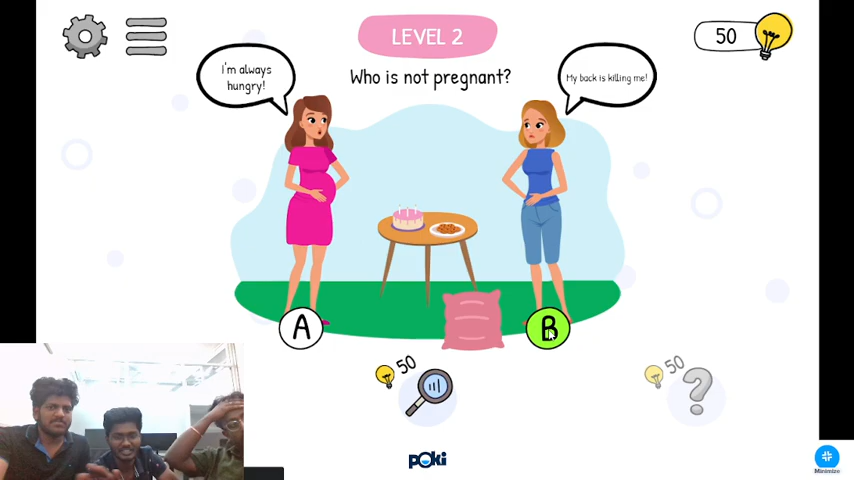 LEVEL 2
50
I'm always
hungry!
Who is not pregnant?
My back is killing me!
A
B
50
50
?
poki
Minimize